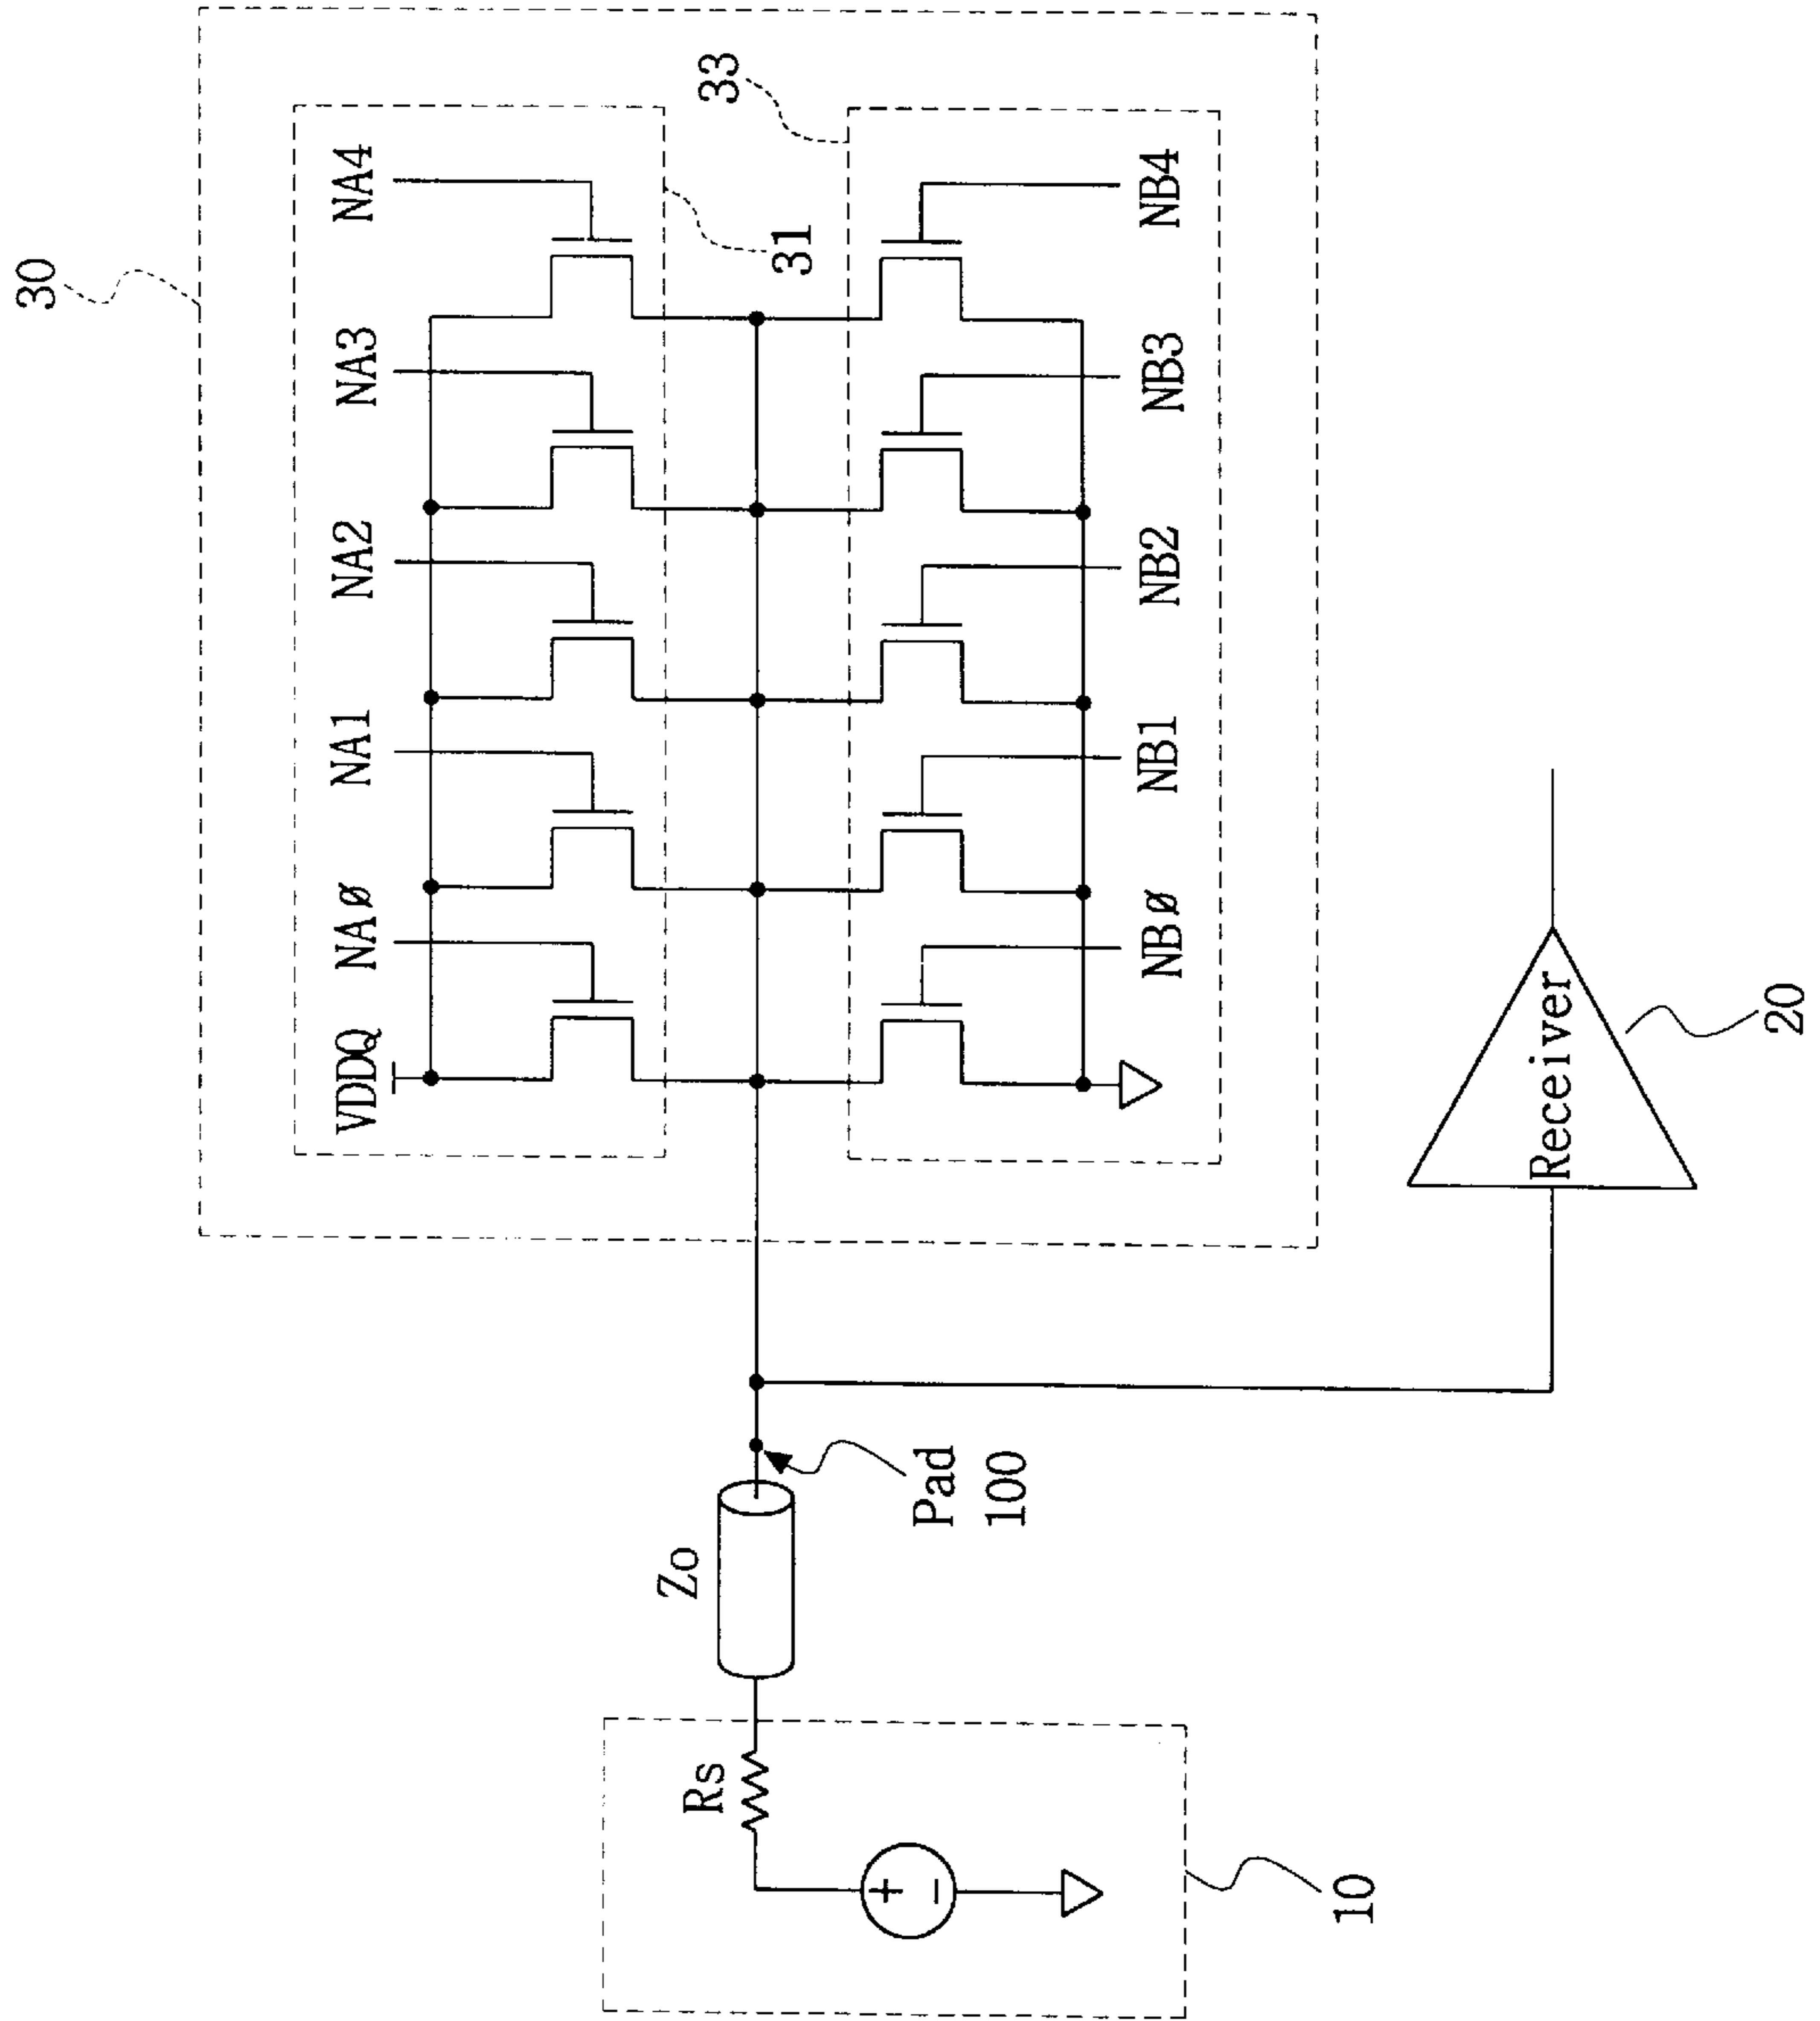 30
33
VDDQ NAø NA1 NA2 NA3 NA4
31
NBø NB1 NB2 NB3 NB4
Rs
Zo
Pad
100
+
−
10
Receiver
20